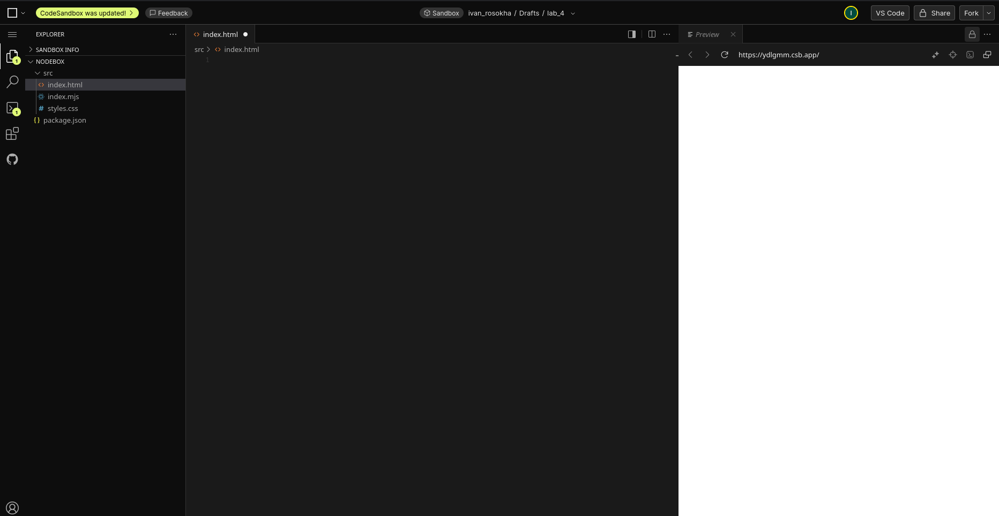 CodeSandbox was updated!
Feedback
Sandbox ivan_rosokha / Drafts / lab_4
I
VS Code
Share
Fork
EXPLORER
index.html
Preview
SANDBOX INFO
src index.html
https://ydlgmm.csb.app/
NODEBOX
1
1
src
index.html
index.mjs
styles.css
1
package.json